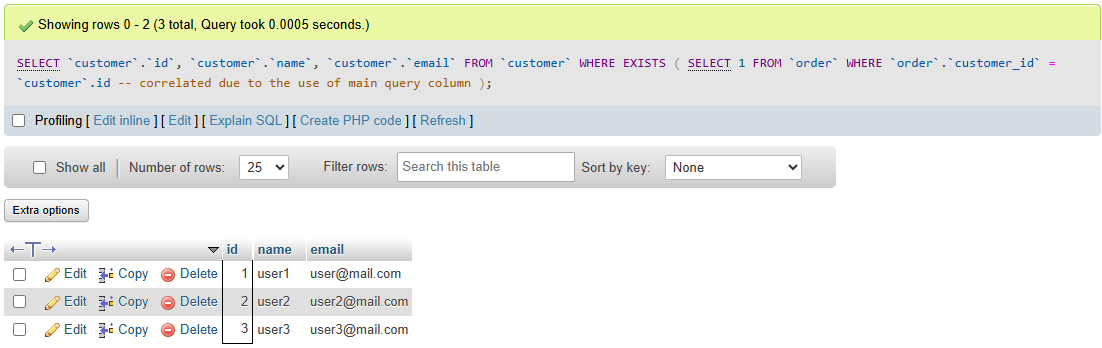 Showing rows 0 - 2 (3 total, Query took 0.0005 seconds.)
SELECT `customer`.`id`, `customer`.`name`, `customer`.`email` FROM `customer` WHERE EXISTS ( SELECT 1 FROM `order` WHERE `order`.`customer_id` =
`customer`.id -- correlated due to the use of main query column );
Profiling [ Edit inline ] [ Edit ] [ Explain SQL ] [ Create PHP code ] [ Refresh ]
Show all Number of rows: 25 Filter rows: Search this table Sort by key: None
Extra options
←T→ id name email
Edit Copy Delete 1 user1 user@mail.com
Edit Copy Delete 2 user2 user2@mail.com
Edit Copy Delete 3 user3 user3@mail.com